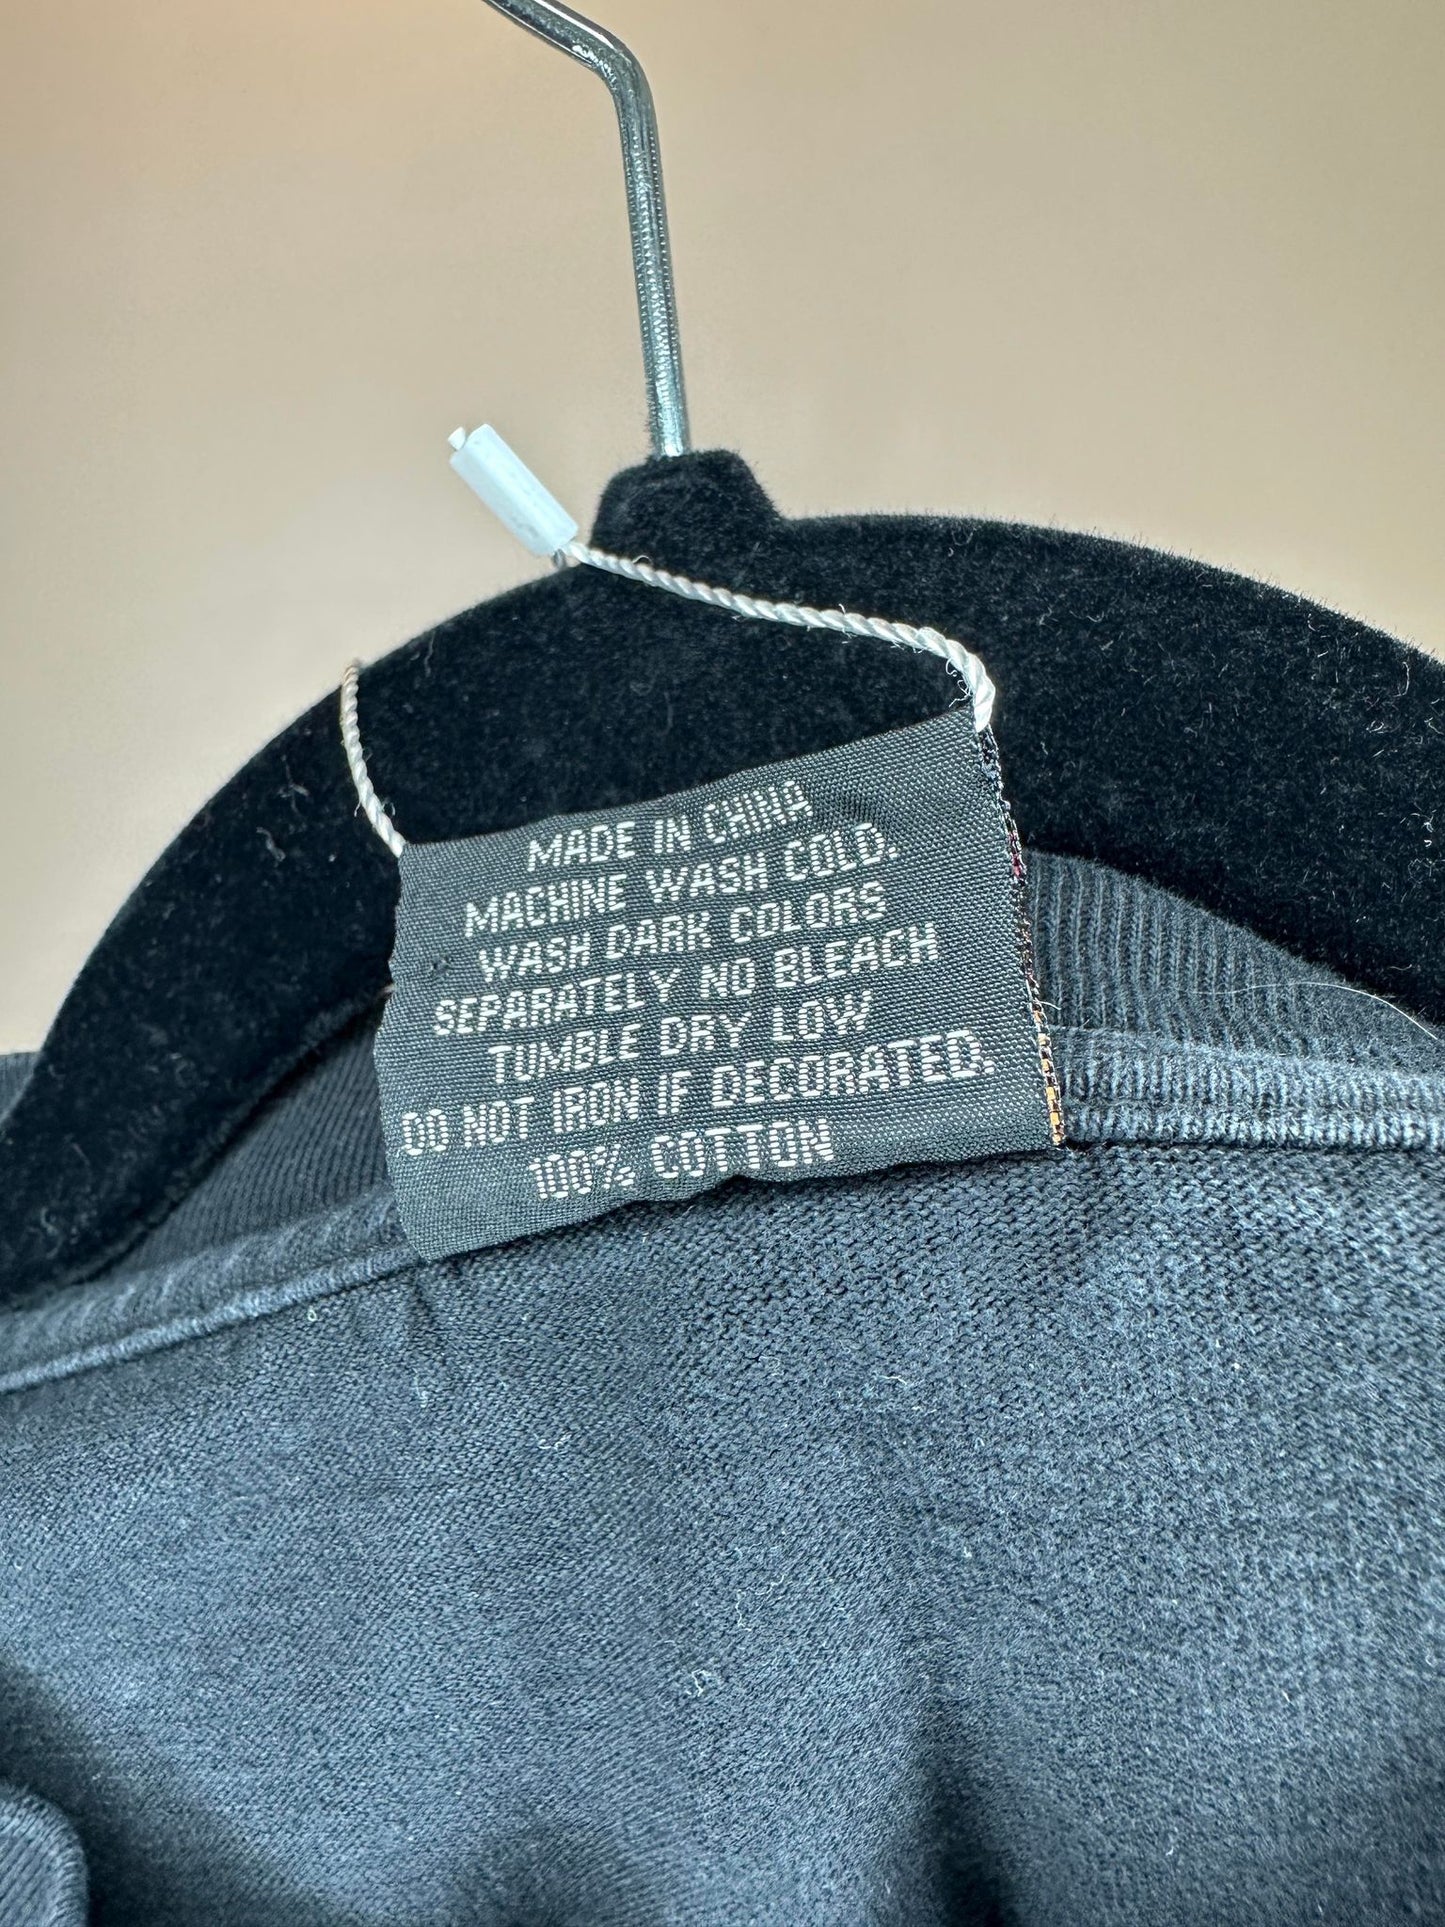 MADE IN CHINA
MACHINE WASH COLD.
WASH DARK COLORS
SEPARATELY NO BLEACH
TUMBLE DRY LOW
DO NOT IRON IF DECORATED.
100% COTTON